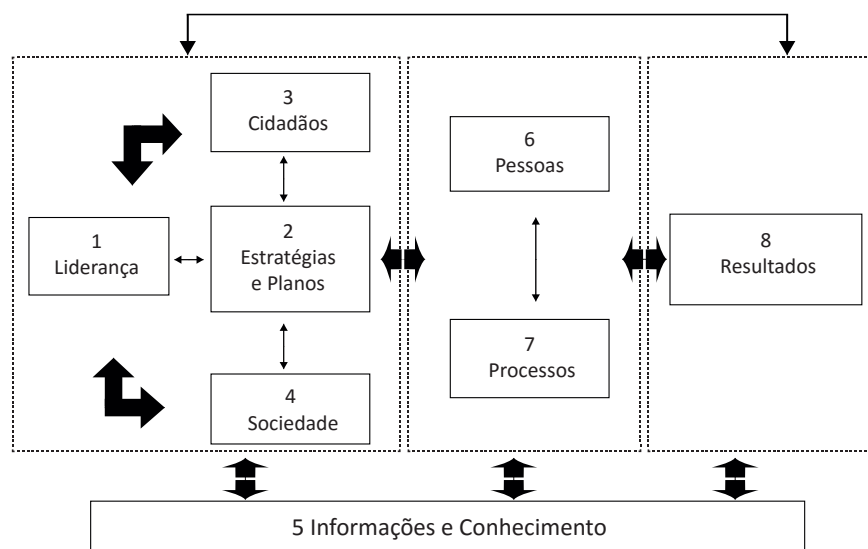 3
Cidadãos
1
Liderança
2
Estratégias
e Planos
4
Sociedade
6
Pessoas
7
Processos
8
Resultados
5 Informações e Conhecimento